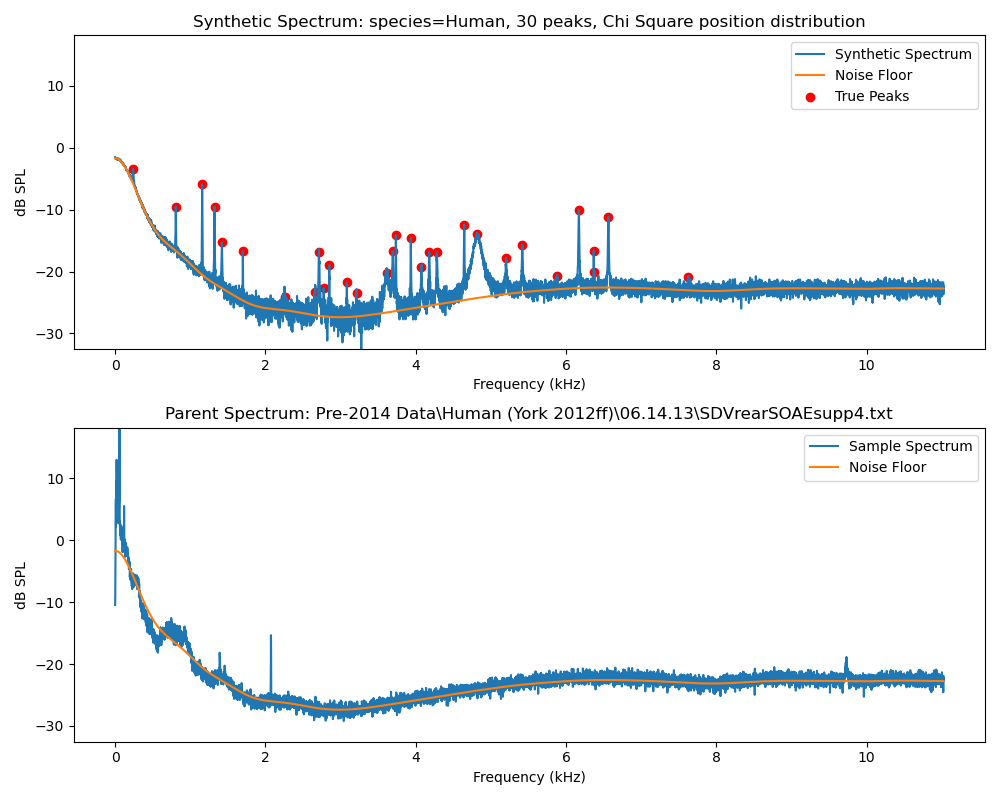 Synthetic Spectrum: species=Human, 30 peaks, Chi Square position distribution
Synthetic Spectrum
Noise Floor
True Peaks
dB SPL
10
0
−10
−20
−30
0 2 4 6 8 10
Frequency (kHz)
Parent Spectrum: Pre-2014 Data\Human (York 2012ff)\06.14.13\SDVrearSOAEsupp4.txt
Sample Spectrum
Noise Floor
dB SPL
10
0
−10
−20
−30
0 2 4 6 8 10
Frequency (kHz)